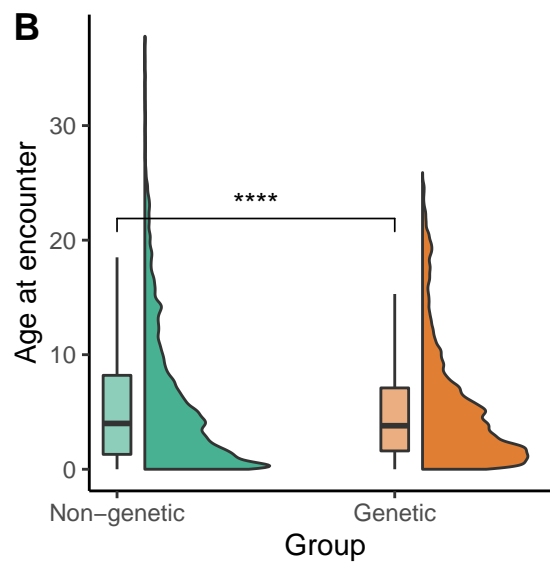 B
Age at encounter
30
20
10
0
****
Non−genetic
Genetic
Group